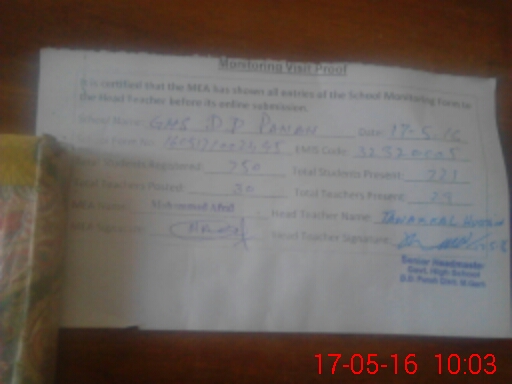 Monitoring Visit Proof
It is certified that the MEA has shown all entries of the School Monitoring Form to
the Head Teacher before its online submission.
School Name: GHS D D PANAH Date: 17-5-16
EMIS Code:
Total Students Registered: 750 Total Students Present: 721
Total Teachers Posted: 30 Total Teachers Present: 29
MEA Name: Muhammad Head Teacher Name:
MEA Signature: Head Teacher Signature:
Senior Headmaster
Govt. High School
17-05-16 10:03